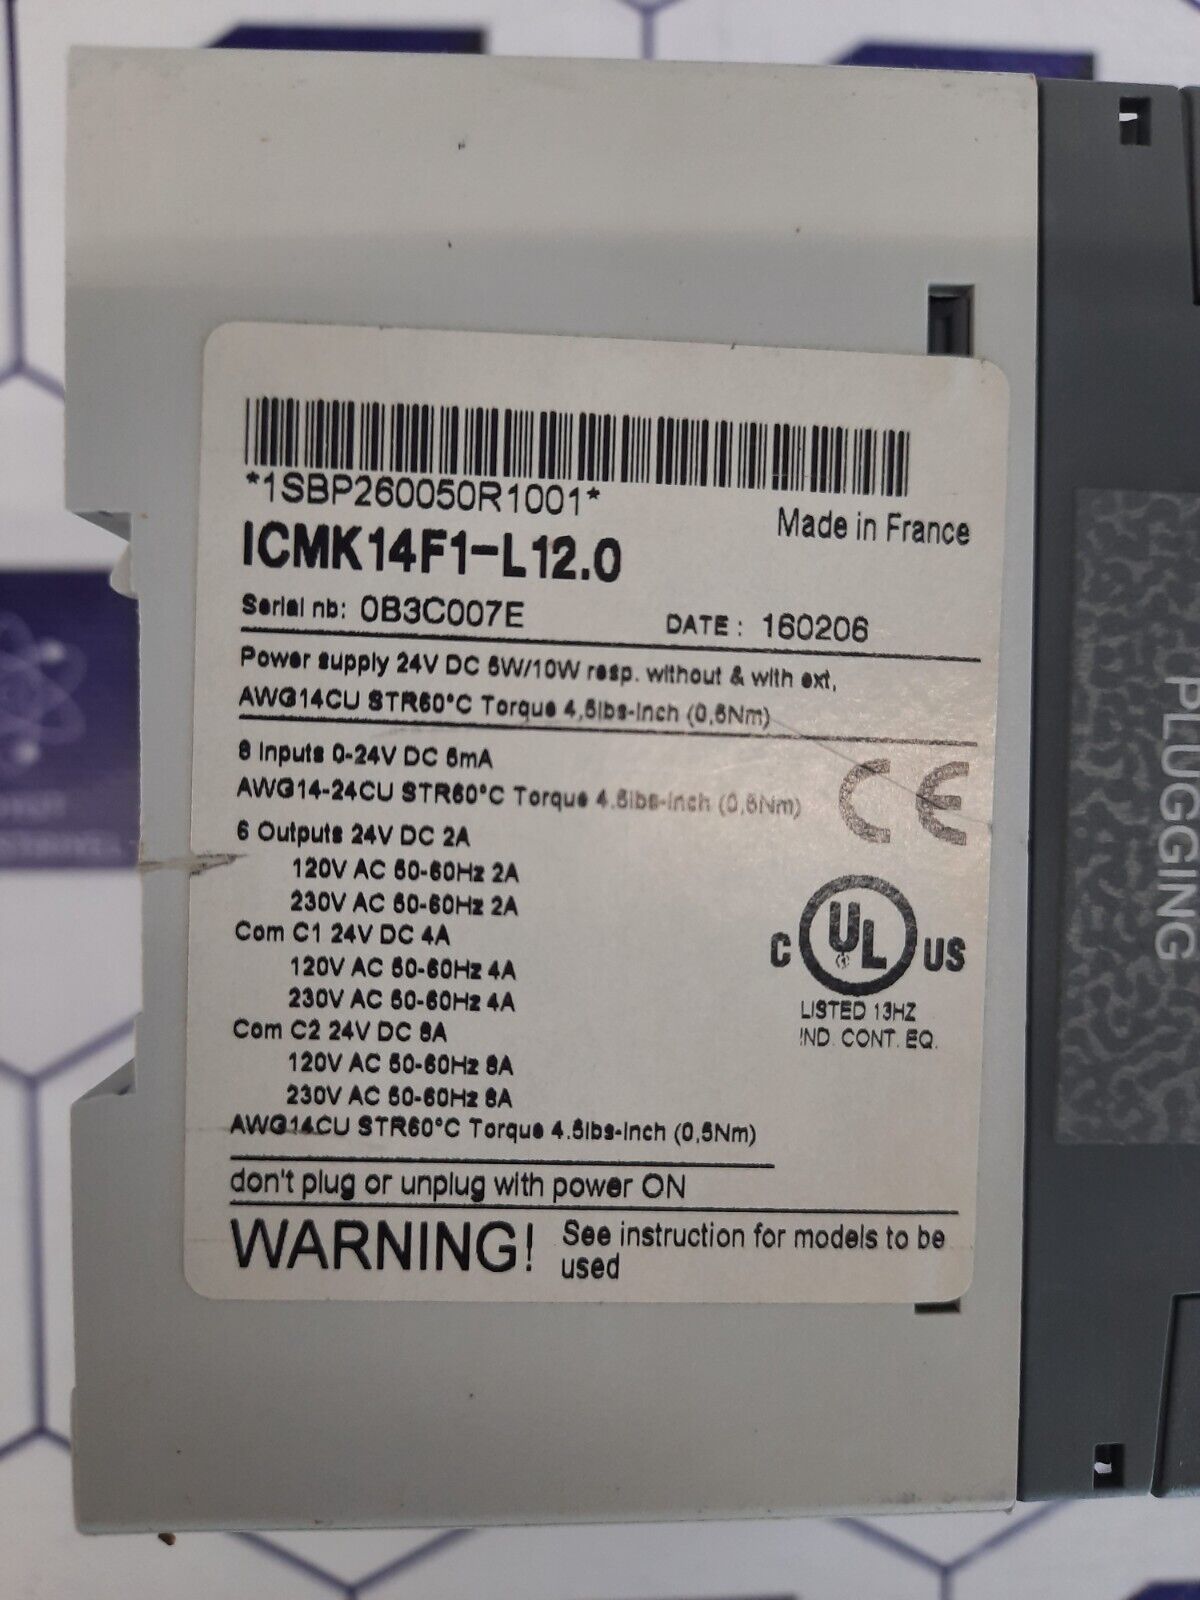 *1SBP260050R1001*
Made in France
ICMK14F1-L12.0
Serial nb: 0B3C007E DATE: 160206
Power supply 24V DC 5W/10W resp. without & with ext,
AWG14CU STR60°C Torque 4,5lbs-inch (0,5Nm)
8 Inputs 0-24V DC 5mA
AWG14-24CU STR60°C Torque 4.5lbs-inch (0,5Nm)
CE
6 Outputs 24V DC 2A
120V AC 50-60Hz 2A
230V AC 50-60Hz 2A
Com C1 24V DC 4A
120V AC 50-60Hz 4A
230V AC 50-60Hz 4A
C UL US
LISTED 13HZ
IND. CONT. EQ.
Com C2 24V DC 8A
120V AC 50-60Hz 8A
230V AC 50-60Hz 8A
AWG14CU STR60°C Torque 4.5lbs-inch (0,5Nm)
don't plug or unplug with power ON
WARNING! See instruction for models to be
used
PLUGGING